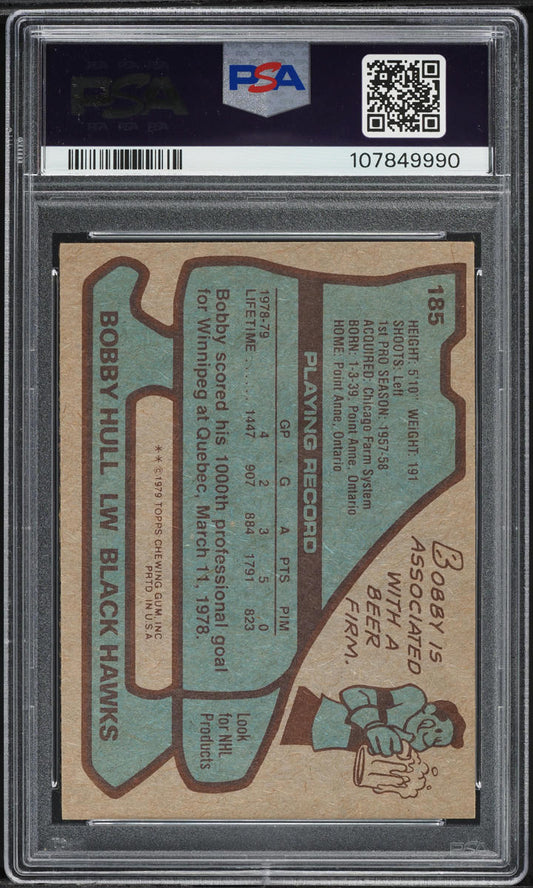 PSA
PSA
107849990
185
HEIGHT: 5'10" WEIGHT: 191
SHOOTS: Left
1st PRO SEASON: 1957-58
ACQUIRED: Chicago Farm System
BORN: 1-3-39, Point Anne, Ontario
HOME: Point Anne, Ontario
BOBBY IS
ASSOCIATED
WITH A
BEER
FIRM.
PLAYING RECORD
GP G A PTS PIM
1978-79 4 2 3 5 0
LIFETIME ..... 1447 907 884 1791 823
Bobby scored his 1000th professional goal
for Winnipeg at Quebec, March 11, 1978.
Look
for NHL
Products
** © 1979 TOPPS CHEWING GUM, INC.
PRTD. IN U.S.A.
BOBBY HULL LW BLACK HAWKS
PSA